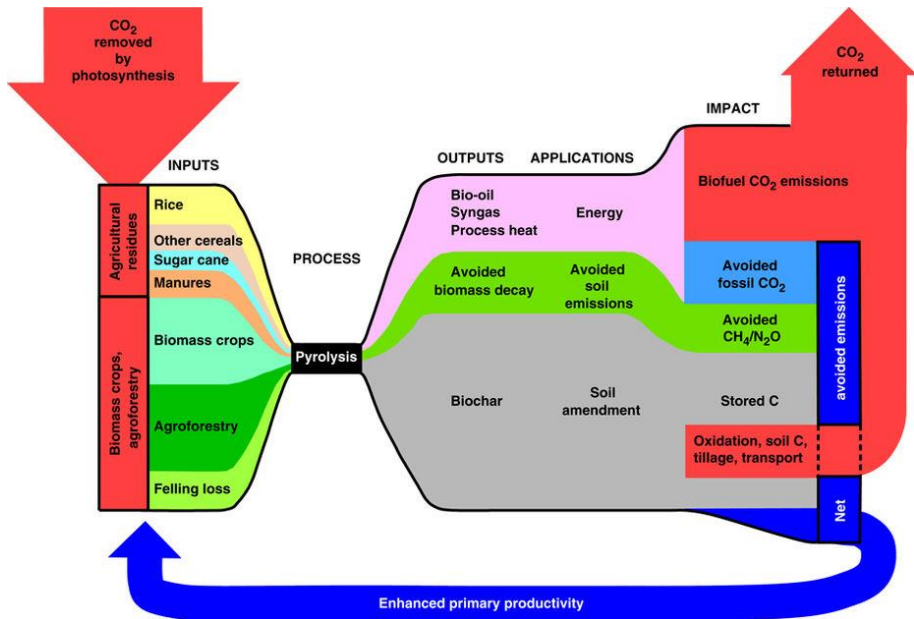 CO₂
removed
by
photosynthesis
CO₂
returned
INPUTS
PROCESS
OUTPUTS
APPLICATIONS
IMPACT
Agricultural
residues
Rice
Other cereals
Sugar cane
Manures
Biomass crops,
agroforestry
Biomass crops
Agroforestry
Felling loss
Pyrolysis
Bio-oil
Syngas
Process heat
Energy
Biofuel CO₂ emissions
Avoided
biomass decay
Avoided
soil
emissions
Avoided
fossil CO₂
Avoided
CH₄/N₂O
Biochar
Soil
amendment
Stored C
Oxidation, soil C,
tillage, transport
avoided emissions
Net
Enhanced primary productivity